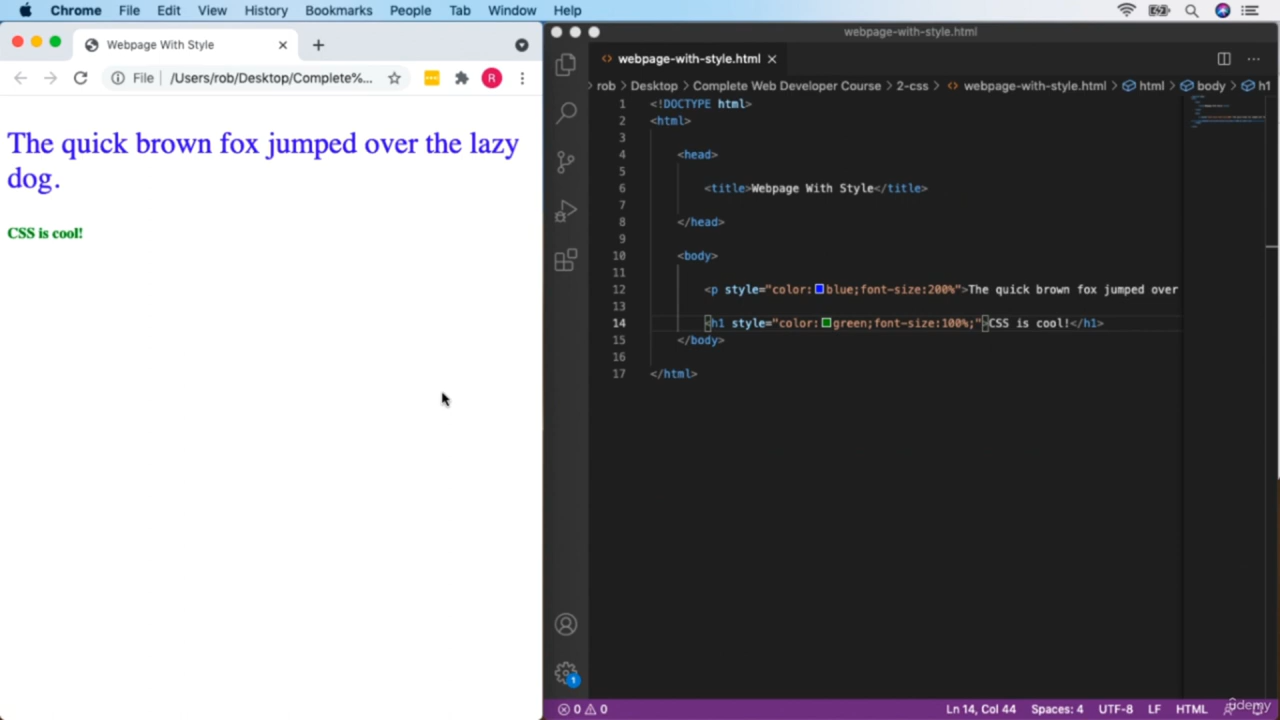 Chrome File Edit View History Bookmarks People Tab Window Help
Webpage With Style
File /Users/rob/Desktop/Complete%...
R
The quick brown fox jumped over the lazy
dog.
CSS is cool!
webpage-with-style.html
webpage-with-style.html
rob > Desktop > Complete Web Developer Course > 2-css > webpage-with-style.html > html > body > h1
1 <!DOCTYPE html>
2 <html>
3
4 <head>
5
6 <title>Webpage With Style</title>
7
8 </head>
9
10 <body>
11
12 <p style="color:blue;font-size:200%">The quick brown fox jumped over
13
14 <h1 style="color:green;font-size:100%;">CSS is cool!</h1>
15 </body>
16
17 </html>
1
0 0 Ln 14, Col 44 Spaces: 4 UTF-8 LF HTML
ûdemy